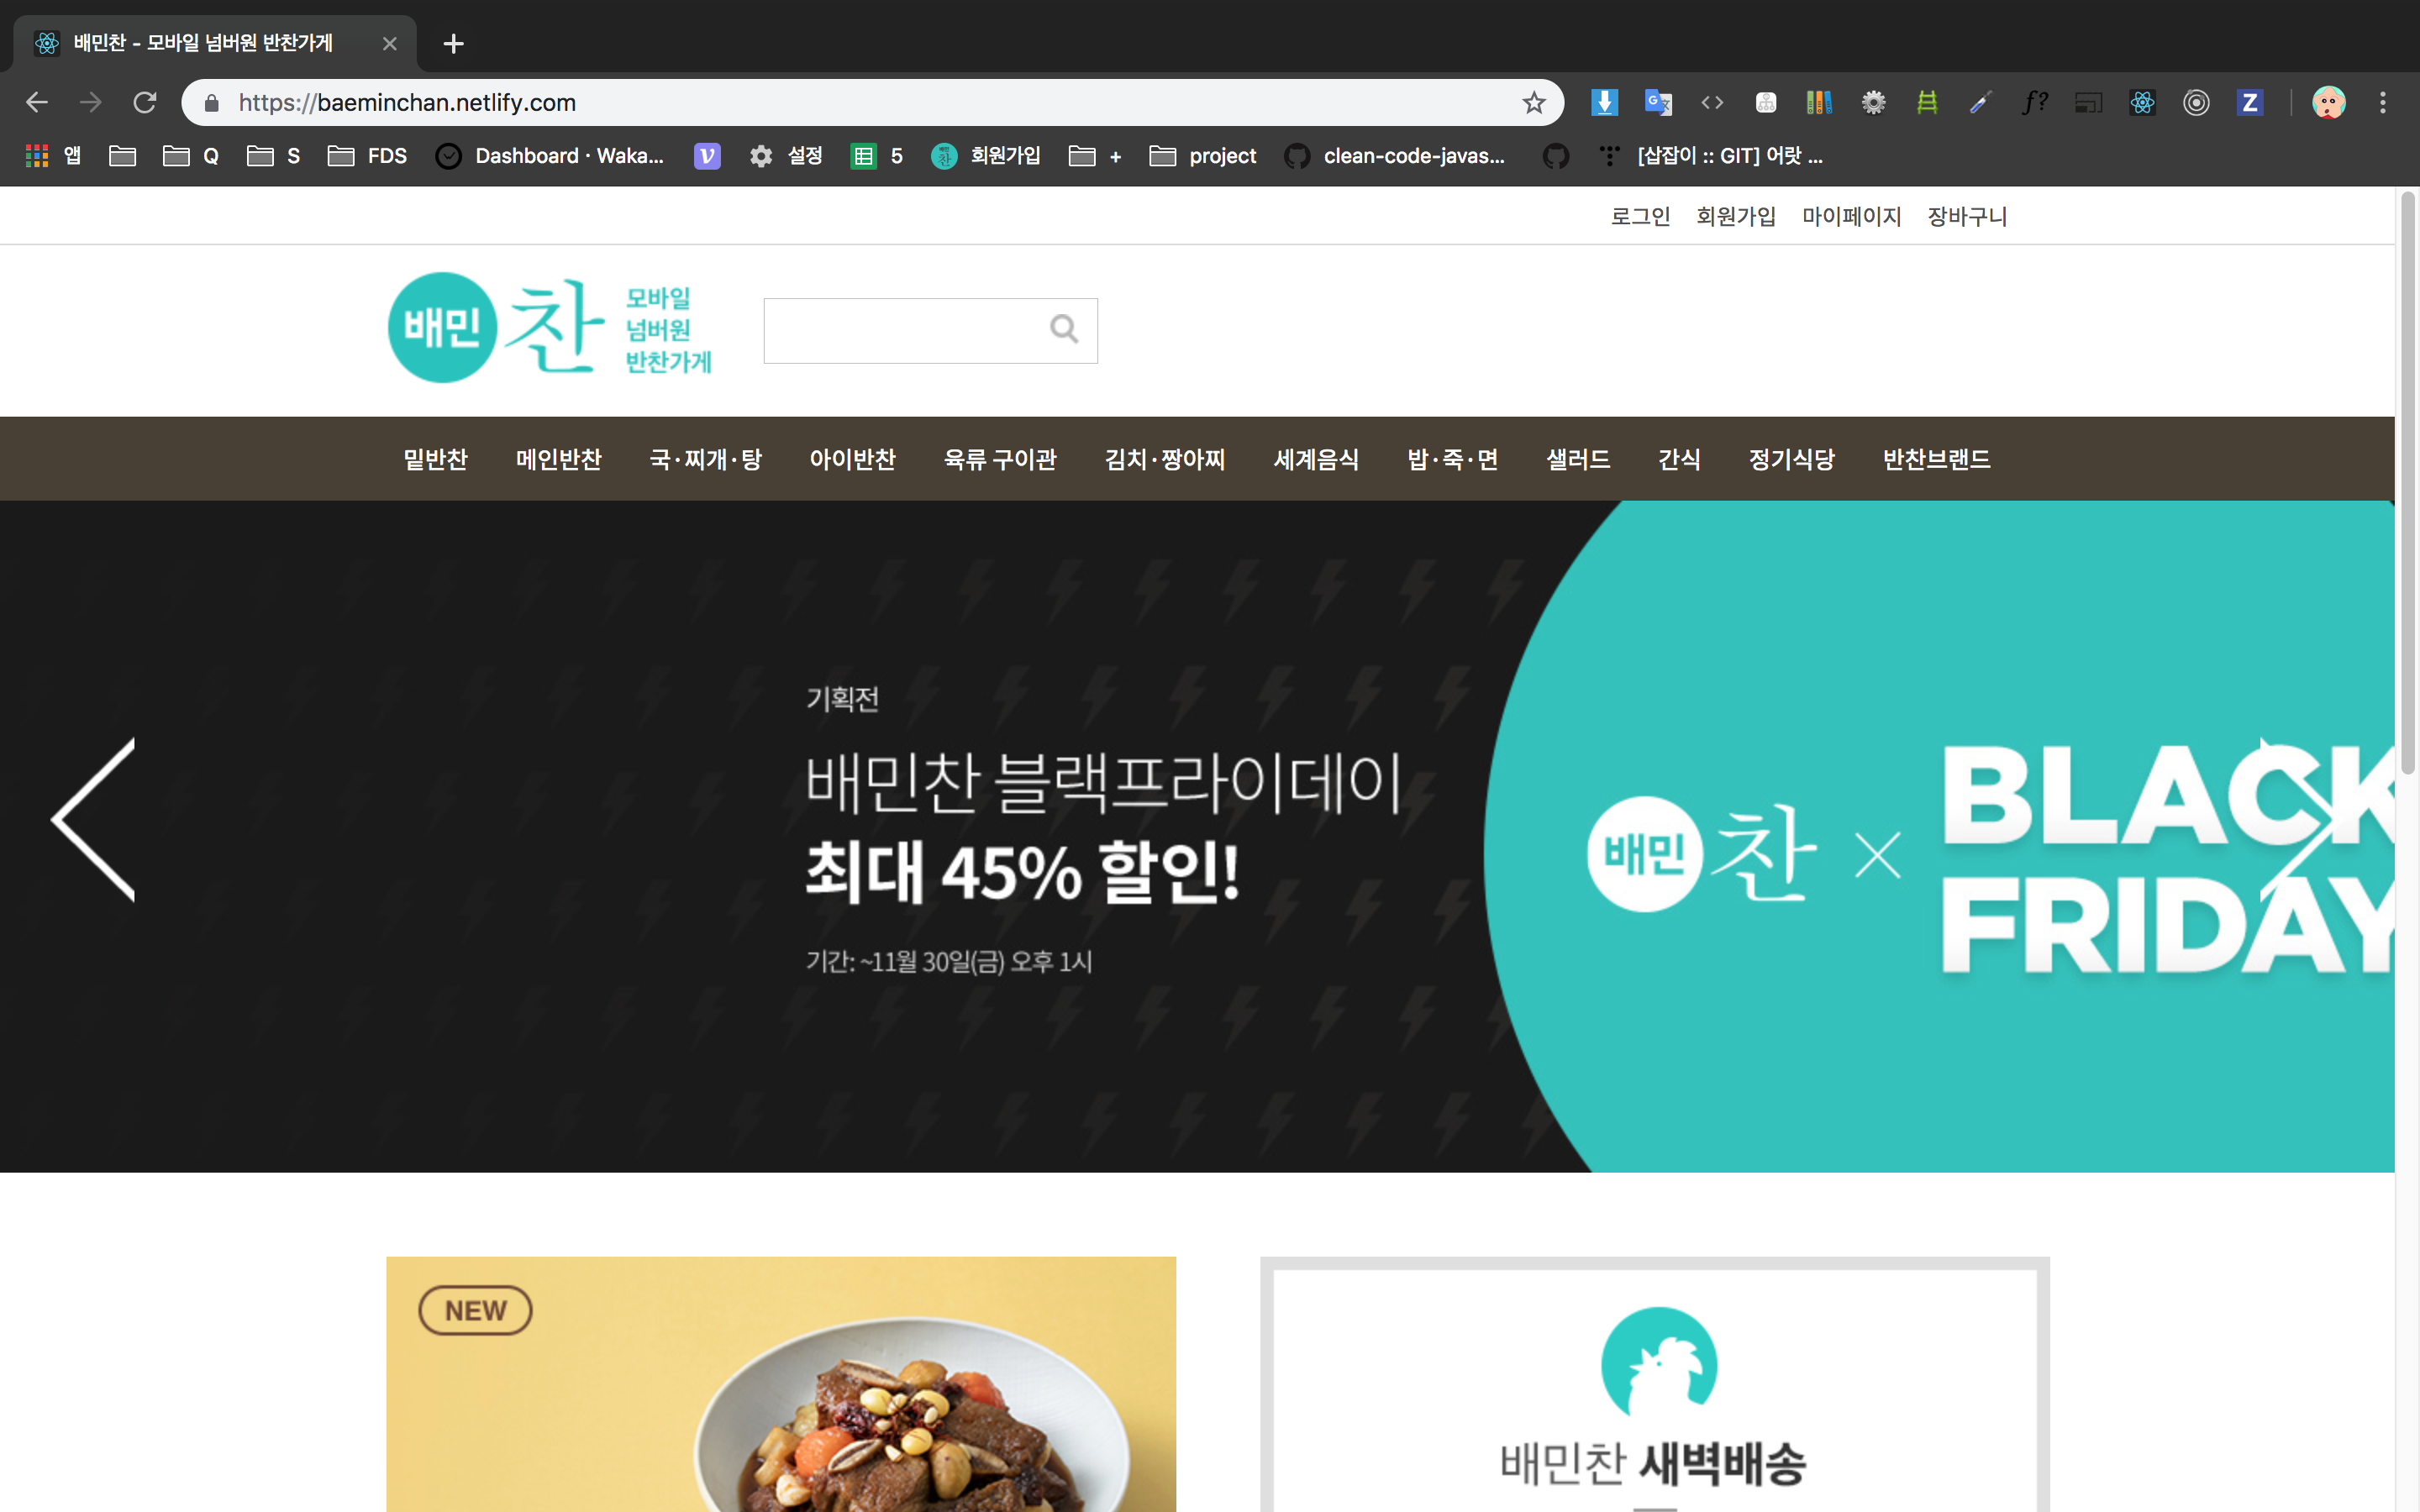 배민찬 - 모바일 넘버원 반찬가게
https://baeminchan.netlify.com
앱 Q S FDS Dashboard · Waka... 설정 5 회원가입 + project clean-code-javas... [삽잡이 :: GIT] 어랏 ...
로그인 회원가입 마이페이지 장바구니
배민찬
모바일
넘버원
반찬가게
밑반찬 메인반찬 국·찌개·탕 아이반찬 육류 구이관 김치·짱아찌 세계음식 밥·죽·면 샐러드 간식 정기식당 반찬브랜드
기획전
배민찬 블랙프라이데이
최대 45% 할인!
기간: ~11월 30일(금) 오후 1시
배민찬 ×
BLACK
FRIDAY
NEW
배민찬 새벽배송